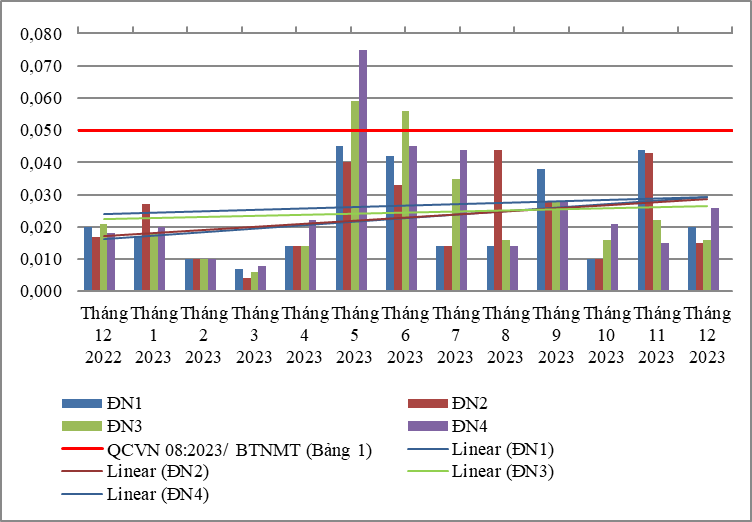 0,080
0,070
0,060
0,050
0,040
0,030
0,020
0,010
0,000
Tháng Tháng Tháng Tháng Tháng Tháng Tháng Tháng Tháng Tháng Tháng Tháng Tháng
12 1 2 3 4 5 6 7 8 9 10 11 12
2022 2023 2023 2023 2023 2023 2023 2023 2023 2023 2023 2023 2023
ĐN1 ĐN2
ĐN3 ĐN4
QCVN 08:2023/ BTNMT (Bảng 1) Linear (ĐN1)
Linear (ĐN2) Linear (ĐN3)
Linear (ĐN4)